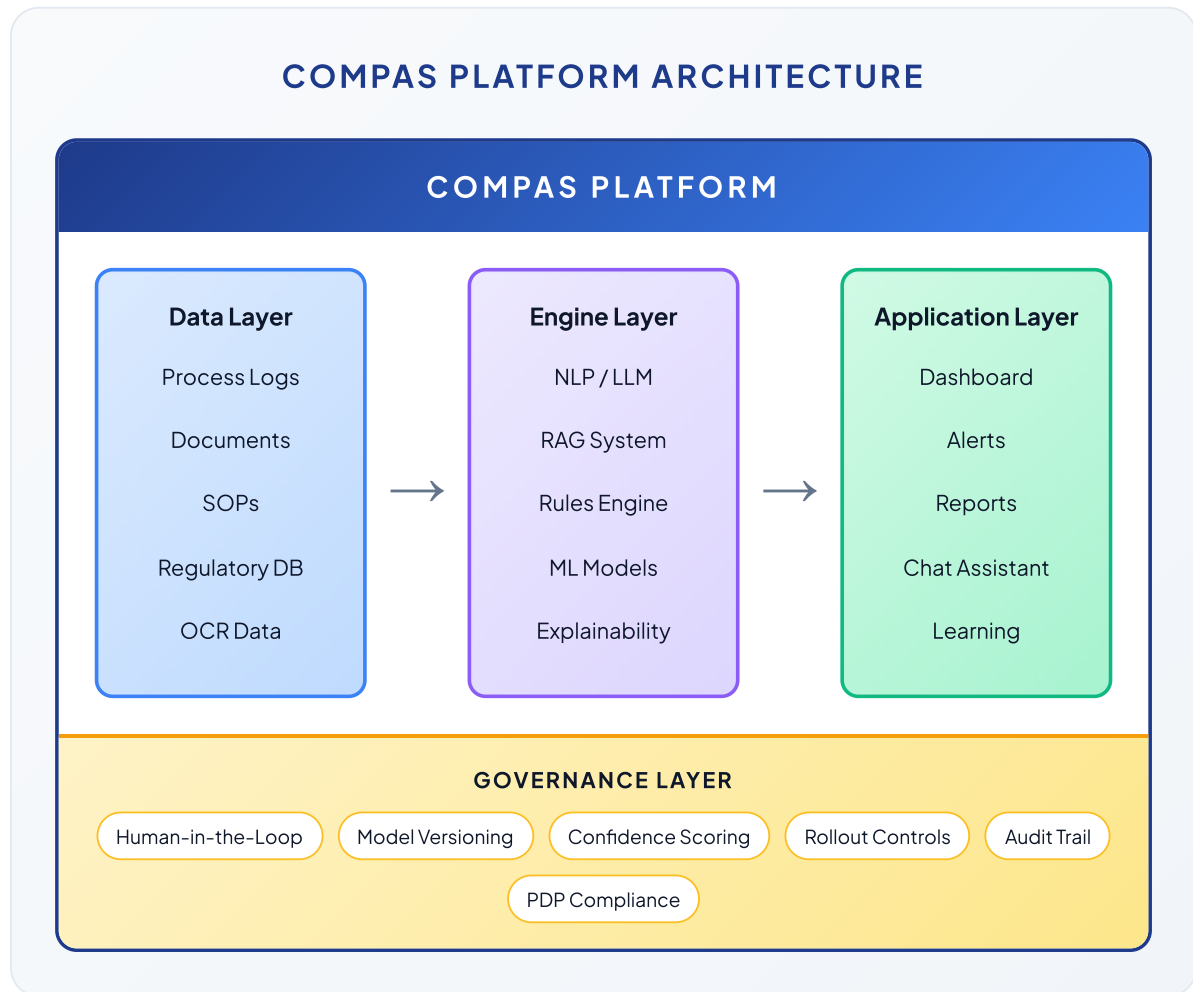 COMPAS PLATFORM ARCHITECTURE
COMPAS PLATFORM
Data Layer
Process Logs
Documents
SOPs
Regulatory DB
OCR Data
Engine Layer
NLP / LLM
RAG System
Rules Engine
ML Models
Explainability
Application Layer
Dashboard
Alerts
Reports
Chat Assistant
Learning
GOVERNANCE LAYER
Human-in-the-Loop
Model Versioning
Confidence Scoring
Rollout Controls
Audit Trail
PDP Compliance